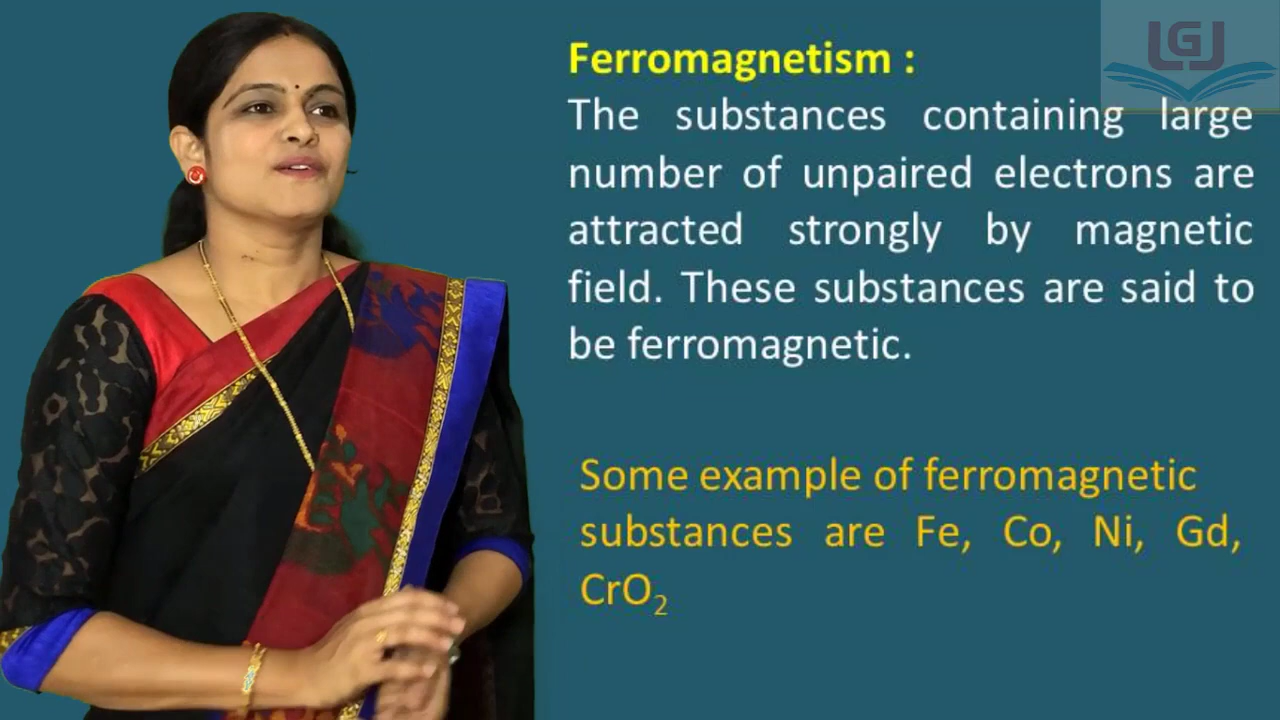 LGJ
Ferromagnetism :
The substances containing large
number of unpaired electrons are
attracted strongly by magnetic
field. These substances are said to
be ferromagnetic.
Some example of ferromagnetic
substances are Fe, Co, Ni, Gd,
CrO₂